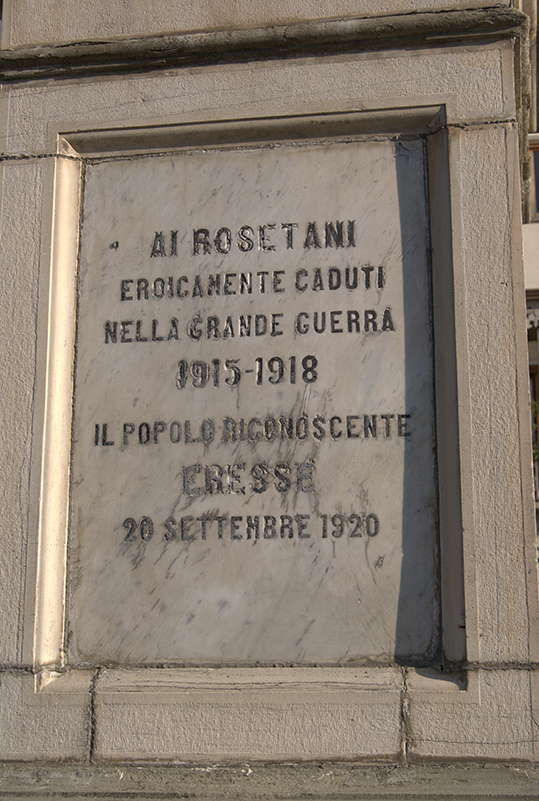 AI ROSETANI
EROICAMENTE CADUTI
NELLA GRANDE GUERRA
1915-1918
IL POPOLO RICONOSCENTE
ERESSE
20 SETTEMBRE 1920